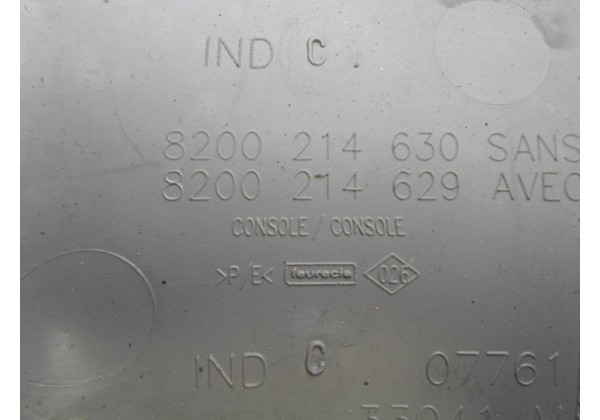 IND C
8200 214 630 SANS
8200 214 629 AVEC
CONSOLE / CONSOLE
>P/E< faurecia 026
IND C 07761